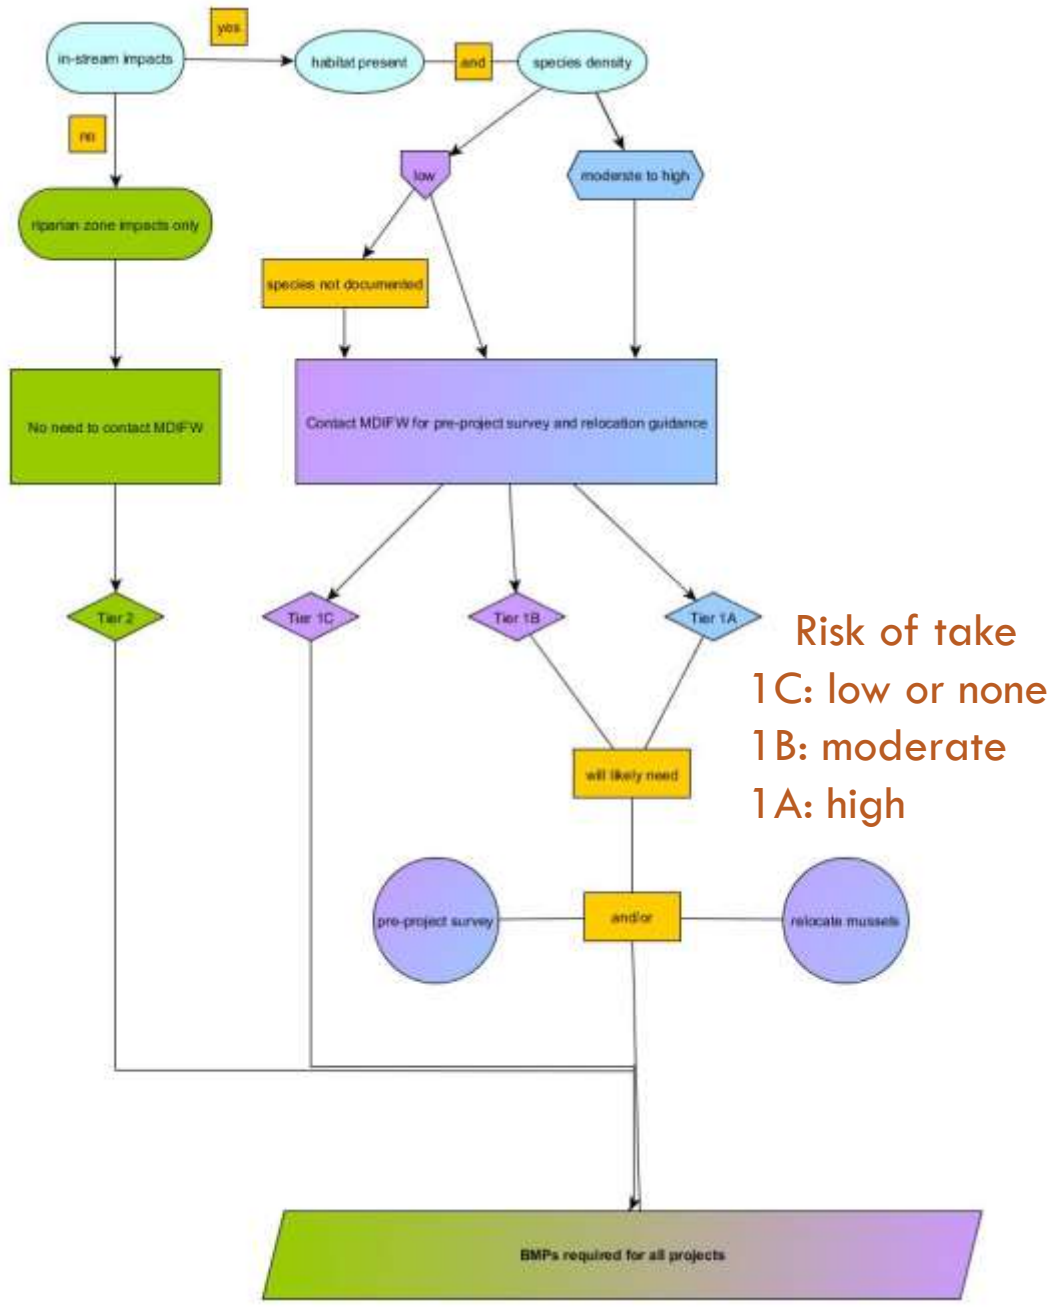 yes
in-stream impacts
habitat present
and
species density
no
low
moderate to high
riparian zone impacts only
species not documented
No need to contact MDIFW
Contact MDIFW for pre-project survey and relocation guidance
Tier 2
Tier 1C
Tier 1B
Tier 1A
Risk of take
1C: low or none
1B: moderate
1A: high
will likely need
pre-project survey
and/or
relocate mussels
BMPs required for all projects